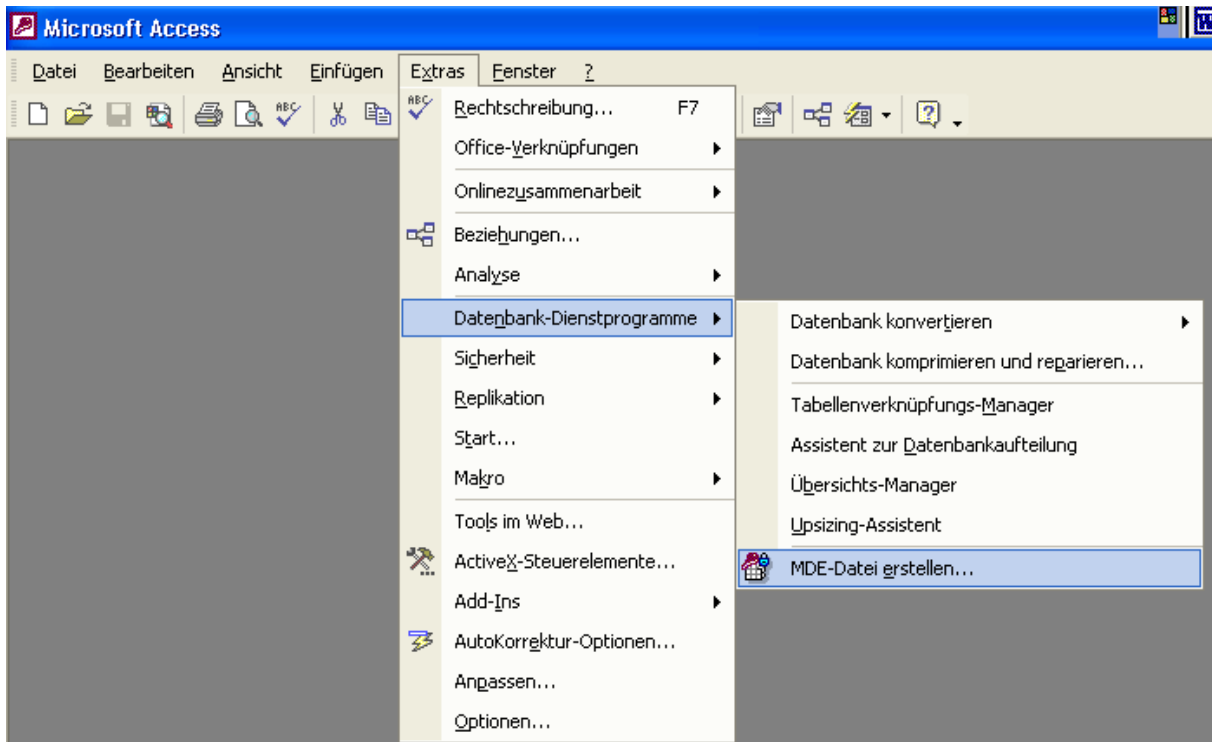 Microsoft Access
Datei Bearbeiten Ansicht Einfügen Extras Fenster ?
Rechtschreibung... F7
Office-Verknüpfungen
Onlinezusammenarbeit
Beziehungen...
Analyse
Datenbank-Dienstprogramme
Sicherheit
Replikation
Start...
Makro
Tools im Web...
ActiveX-Steuerelemente...
Add-Ins
AutoKorrektur-Optionen...
Anpassen...
Optionen...
Datenbank konvertieren
Datenbank komprimieren und reparieren...
Tabellenverknüpfungs-Manager
Assistent zur Datenbankaufteilung
Übersichts-Manager
Upsizing-Assistent
MDE-Datei erstellen...